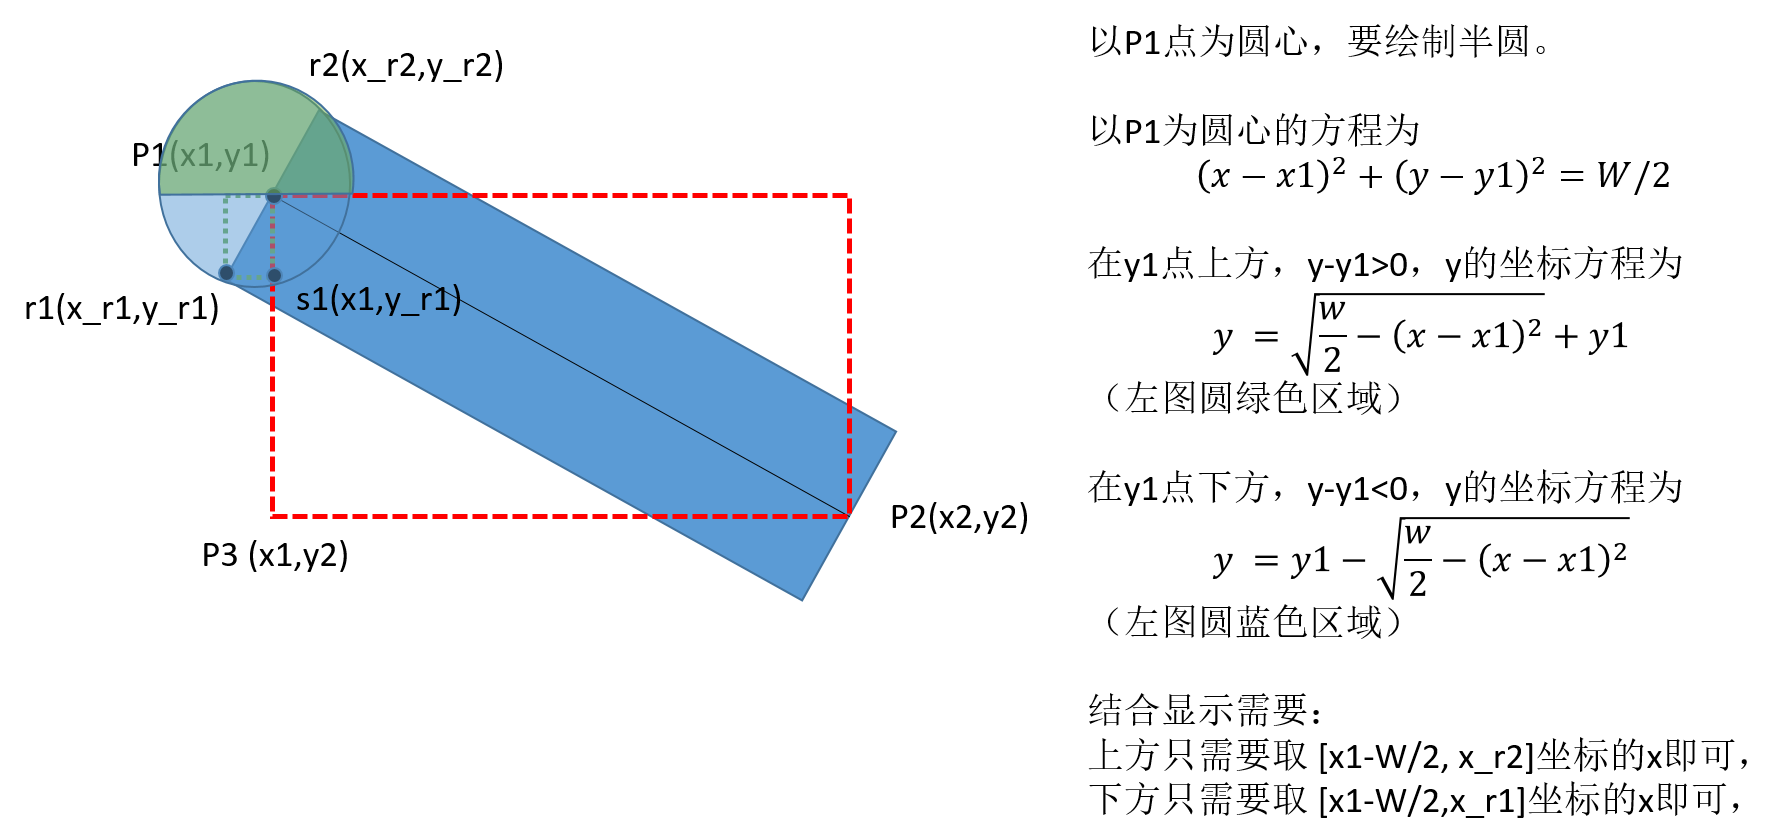 r2(x_r2,y_r2)
P1(x1,y1)
r1(x_r1,y_r1)
s1(x1,y_r1)
P2(x2,y2)
P3 (x1,y2)
以P1点为圆心，要绘制半圆。
以P1为圆心的方程为
(x − x1)² + (y − y1)² = W/2
在y1点上方，y-y1>0，y的坐标方程为
y = √(w/2 − (x − x1)²) + y1
（左图圆绿色区域）
在y1点下方，y-y1<0，y的坐标方程为
y = y1 − √(w/2 − (x − x1)²)
（左图圆蓝色区域）
结合显示需要：
上方只需要取 [x1-W/2, x_r2]坐标的x即可，
下方只需要取 [x1-W/2,x_r1]坐标的x即可，